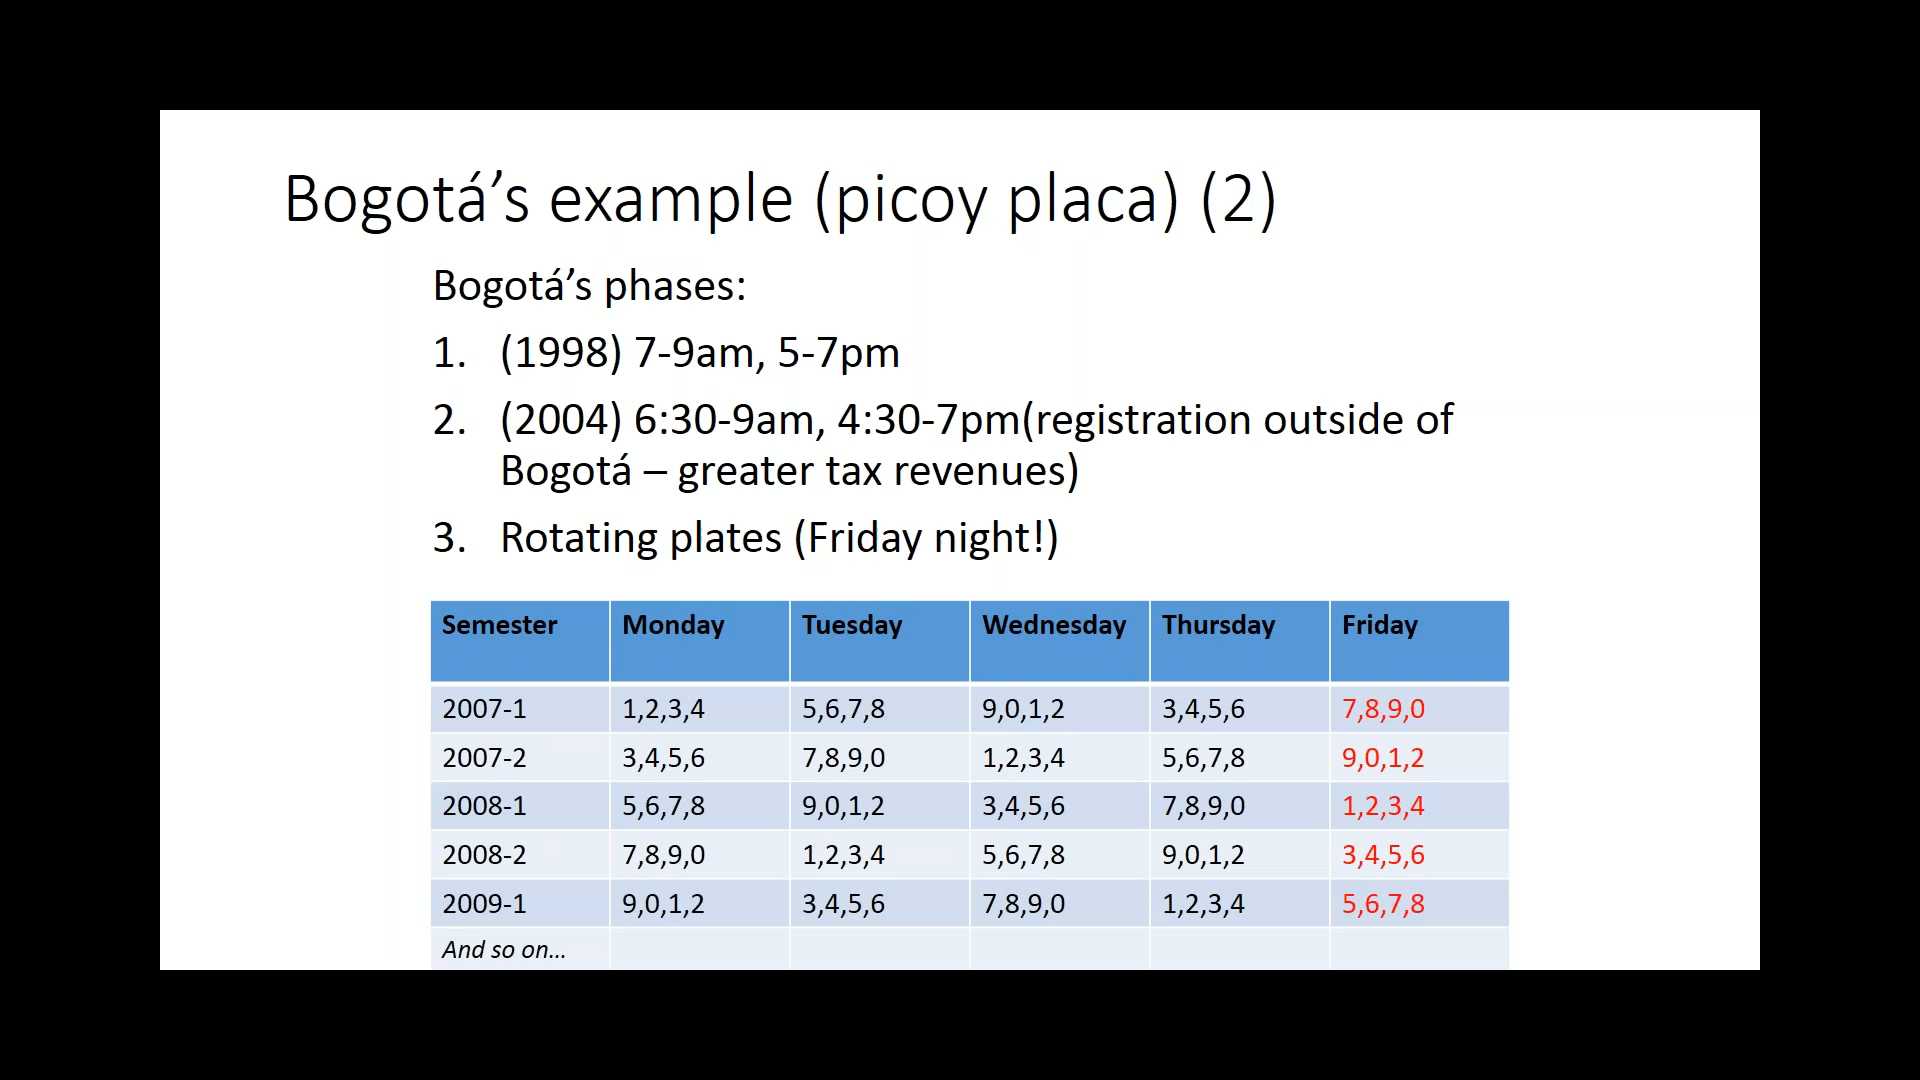 Bogotá’s example (picoy placa) (2)
Bogotá’s phases:
1. (1998) 7-9am, 5-7pm
2. (2004) 6:30-9am, 4:30-7pm(registration outside of
Bogotá – greater tax revenues)
3. Rotating plates (Friday night!)
Semester Monday Tuesday Wednesday Thursday Friday
2007-1 1,2,3,4 5,6,7,8 9,0,1,2 3,4,5,6 7,8,9,0
2007-2 3,4,5,6 7,8,9,0 1,2,3,4 5,6,7,8 9,0,1,2
2008-1 5,6,7,8 9,0,1,2 3,4,5,6 7,8,9,0 1,2,3,4
2008-2 7,8,9,0 1,2,3,4 5,6,7,8 9,0,1,2 3,4,5,6
2009-1 9,0,1,2 3,4,5,6 7,8,9,0 1,2,3,4 5,6,7,8
And so on...